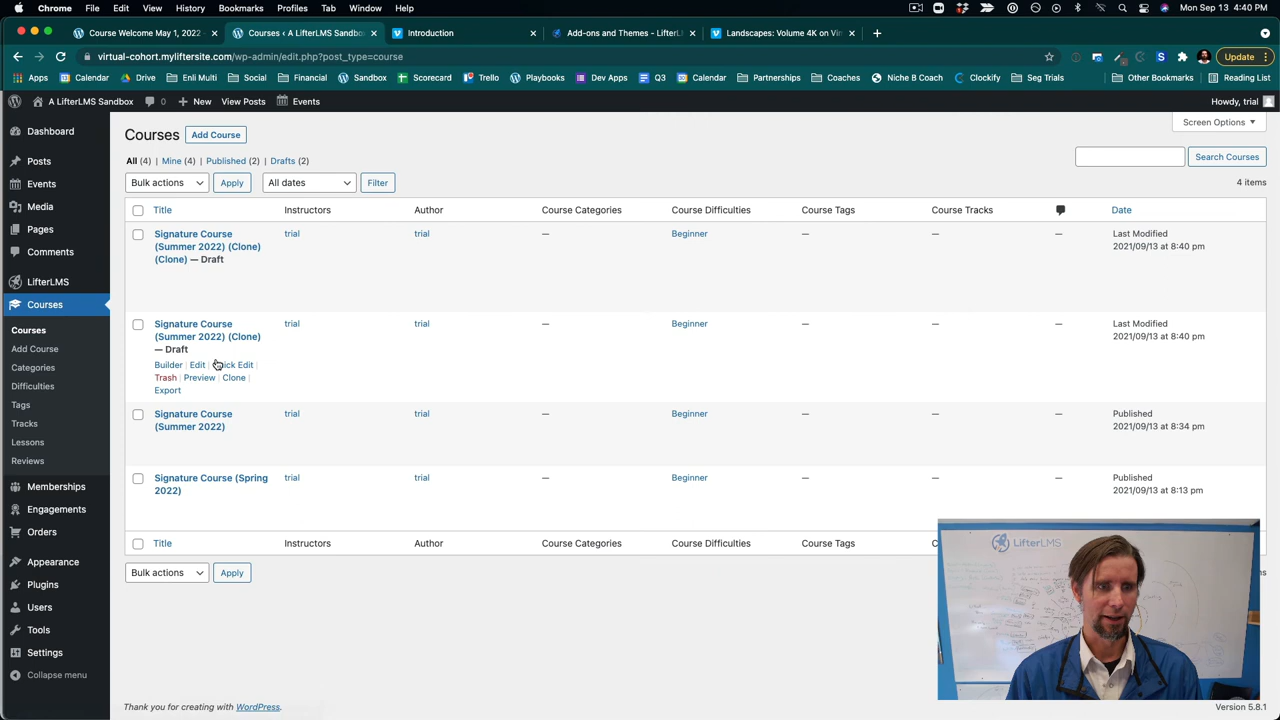 Chrome File Edit View History Bookmarks Profiles Tab Window Help Mon Sep 13 4:40 PM
Course Welcome May 1, 2022 - Courses ‹ A LifterLMS Sandbo Introduction Add-ons and Themes - LifterL Landscapes: Volume 4K on Vin
virtual-cohort.myliftersite.com/wp-admin/edit.php?post_type=course Update
Apps Calendar Drive Enli Multi Social Financial Sandbox Scorecard Trello Playbooks Dev Apps Q3 Calendar Partnerships Coaches Niche B Coach Clockify Seg Trials Other Bookmarks Reading List
A LifterLMS Sandbox 0 New View Posts Events Howdy, trial
Dashboard
Posts
Events
Media
Pages
Comments
LifterLMS
Courses
Courses
Add Course
Categories
Difficulties
Tags
Tracks
Lessons
Reviews
Memberships
Engagements
Orders
Appearance
Plugins
Users
Tools
Settings
Collapse menu
Screen Options
Courses Add Course
All (4) | Mine (4) | Published (2) | Drafts (2)
Search Courses
Bulk actions Apply All dates Filter 4 items
Title Instructors Author Course Categories Course Difficulties Course Tags Course Tracks Date
Signature Course (Summer 2022) (Clone) (Clone) — Draft trial trial — Beginner — — — Last Modified 2021/09/13 at 8:40 pm
Signature Course (Summer 2022) (Clone) — Draft trial trial — Beginner — — — Last Modified 2021/09/13 at 8:40 pm
Builder | Edit | ick Edit |
Trash | Preview | Clone |
Export
Signature Course (Summer 2022) trial trial — Beginner — — — Published 2021/09/13 at 8:34 pm
Signature Course (Spring 2022) trial trial — Beginner — — — Published 2021/09/13 at 8:13 pm
Title Instructors Author Course Categories Course Difficulties Course Tags
Bulk actions Apply
LifterLMS
Thank you for creating with WordPress. Version 5.8.1